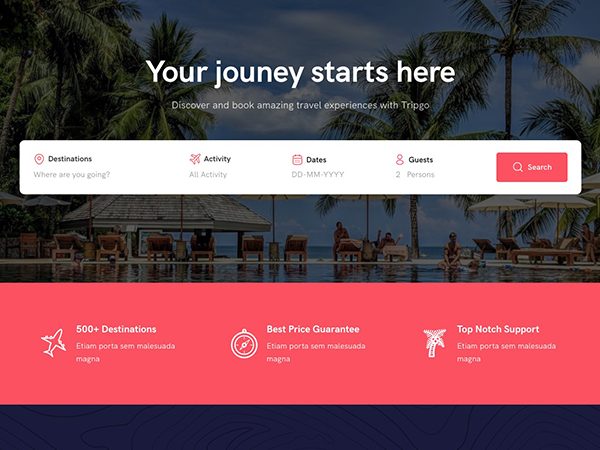 Your jouney starts here
Discover and book amazing travel experiences with Tripgo
Destinations Activity Dates Guests
Where are you going? All Activity DD-MM-YYYY 2 Persons
Search
500+ Destinations Best Price Guarantee Top Notch Support
Etiam porta sem malesuada Etiam porta sem malesuada Etiam porta sem malesuada
magna magna magna